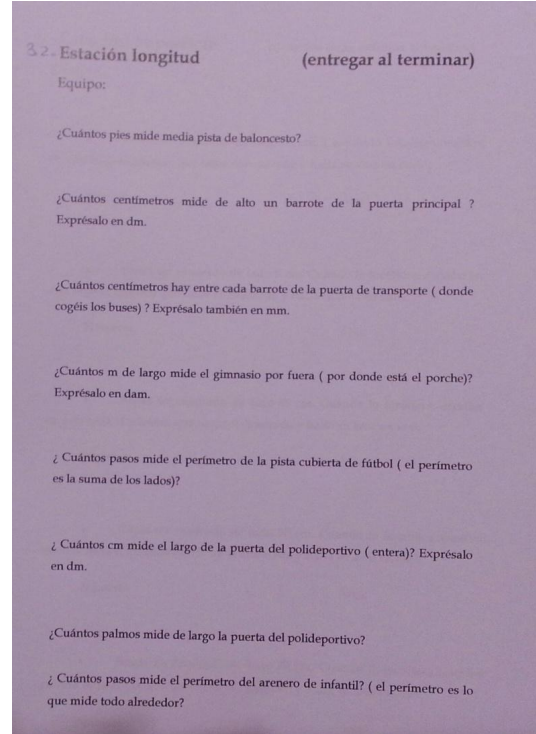 3.2. Estación longitud (entregar al terminar)
Equipo:
¿Cuántos pies mide media pista de baloncesto?
¿Cuántos centímetros mide de alto un barrote de la puerta principal ?
Exprésalo en dm.
¿Cuántos centímetros hay entre cada barrote de la puerta de transporte ( donde
cogéis los buses) ? Exprésalo también en mm.
¿Cuántos m de largo mide el gimnasio por fuera ( por donde está el porche)?
Exprésalo en dam.
¿ Cuántos pasos mide el perímetro de la pista cubierta de fútbol ( el perímetro
es la suma de los lados)?
¿ Cuántos cm mide el largo de la puerta del polideportivo ( entera)? Exprésalo
en dm.
¿Cuántos palmos mide de largo la puerta del polideportivo?
¿ Cuántos pasos mide el perímetro del arenero de infantil? ( el perímetro es lo
que mide todo alrededor?